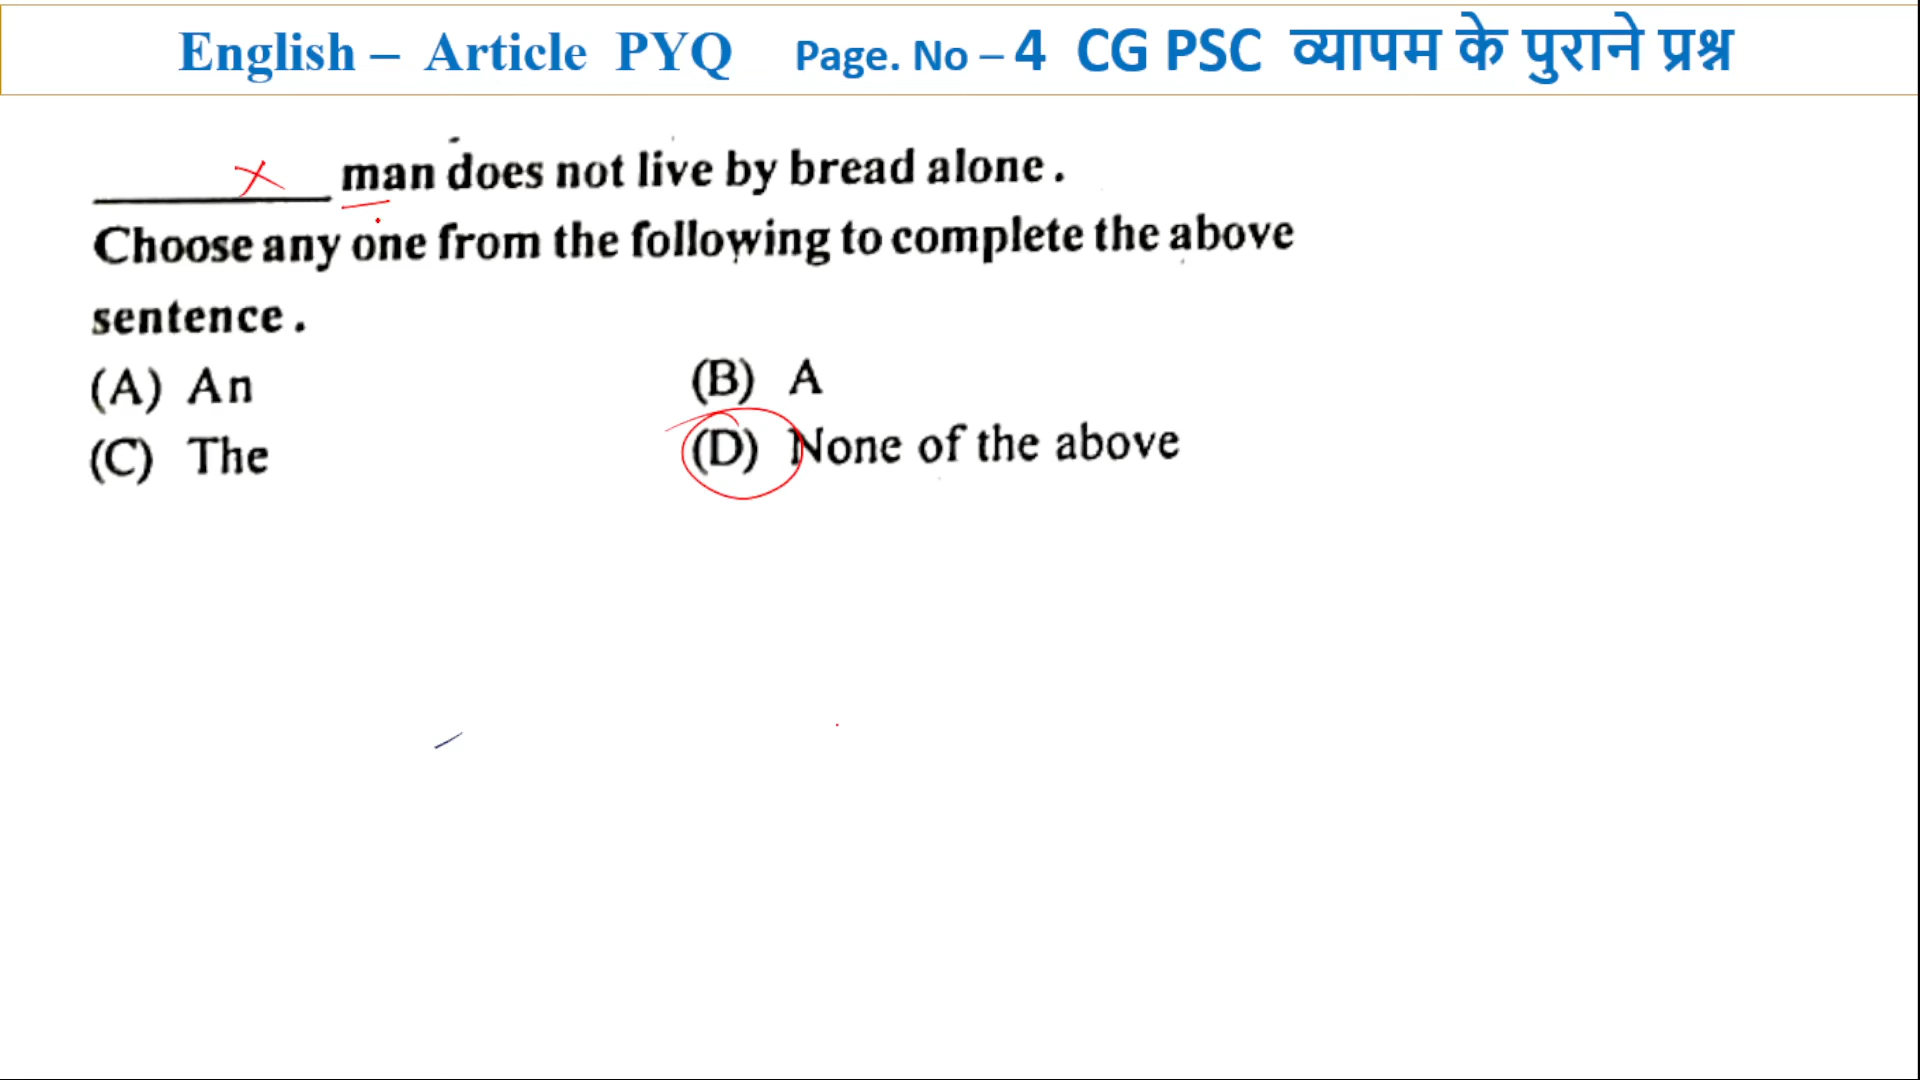 English – Article PYQ Page. No – 4 CG PSC व्यापम के पुराने प्रश्न
________ man does not live by bread alone .
Choose any one from the following to complete the above
sentence .
(A) An (B) A
(C) The (D) None of the above